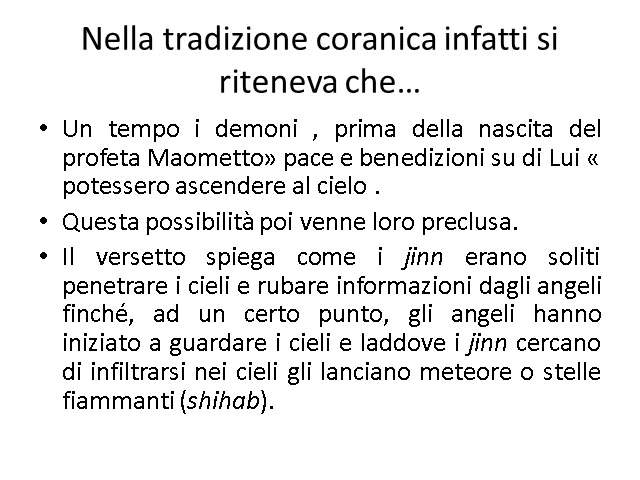 Nella tradizione coranica infatti si
riteneva che…
• Un tempo i demoni , prima della nascita del
profeta Maometto» pace e benedizioni su di Lui «
potessero ascendere al cielo .
• Questa possibilità poi venne loro preclusa.
• Il versetto spiega come i jinn erano soliti
penetrare i cieli e rubare informazioni dagli angeli
finché, ad un certo punto, gli angeli hanno
iniziato a guardare i cieli e laddove i jinn cercano
di infiltrarsi nei cieli gli lanciano meteore o stelle
fiammanti (shihab).